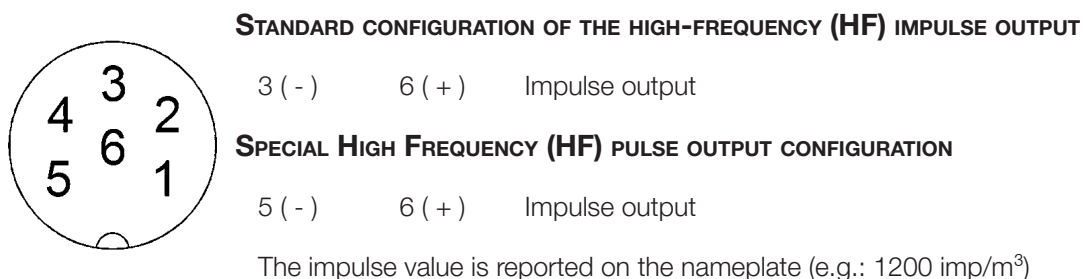 STANDARD CONFIGURATION OF THE HIGH-FREQUENCY (HF) IMPULSE OUTPUT
3 ( - ) 6 ( + ) Impulse output
SPECIAL HIGH FREQUENCY (HF) PULSE OUTPUT CONFIGURATION
5 ( - ) 6 ( + ) Impulse output
The impulse value is reported on the nameplate (e.g.: 1200 imp/m³)
3
4 2
6
5 1